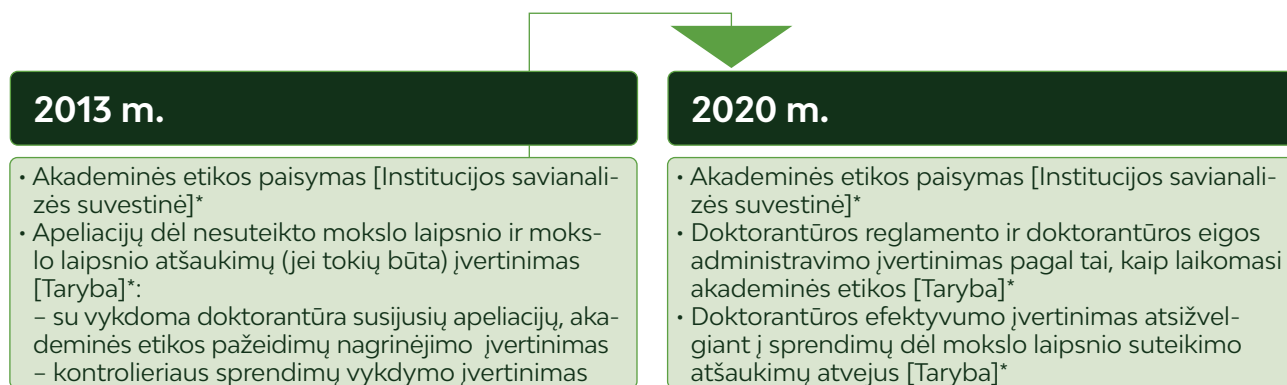 2013 m.
• Akademinės etikos paisymas [Institucijos savianali-
zės suvestinė]*
• Apeliacijų dėl nesuteikto mokslo laipsnio ir moks-
lo laipsnio atšaukimų (jei tokių būta) įvertinimas
[Taryba]*:
– su vykdoma doktorantūra susijusių apeliacijų, aka-
deminės etikos pažeidimų nagrinėjimo įvertinimas
– kontrolieriaus sprendimų vykdymo įvertinimas
2020 m.
• Akademinės etikos paisymas [Institucijos savianali-
zės suvestinė]*
• Doktorantūros reglamento ir doktorantūros eigos
administravimo įvertinimas pagal tai, kaip laikomasi
akademinės etikos [Taryba]*
• Doktorantūros efektyvumo įvertinimas atsižvel-
giant į sprendimų dėl mokslo laipsnio suteikimo
atšaukimų atvejus [Taryba]*